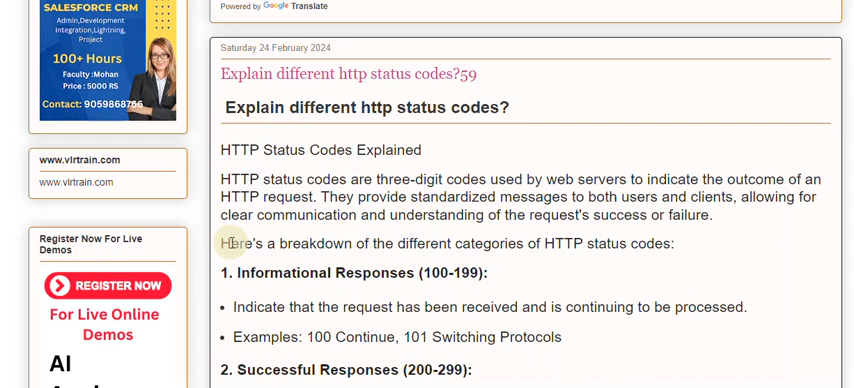 SALESFORCE CRM
Admin,Development
Integration,Lightning,
Project
100+ Hours
Faculty :Mohan
Price : 5000 RS
Contact: 9059868766
www.vlrtrain.com
www.vlrtrain.com
Register Now For Live
Demos
REGISTER NOW
For Live Online
Demos
AI
Powered by Google Translate
Saturday 24 February 2024
Explain different http status codes?59
Explain different http status codes?
HTTP Status Codes Explained
HTTP status codes are three-digit codes used by web servers to indicate the outcome of an
HTTP request. They provide standardized messages to both users and clients, allowing for
clear communication and understanding of the request's success or failure.
Here's a breakdown of the different categories of HTTP status codes:
1. Informational Responses (100-199):
• Indicate that the request has been received and is continuing to be processed.
• Examples: 100 Continue, 101 Switching Protocols
2. Successful Responses (200-299):